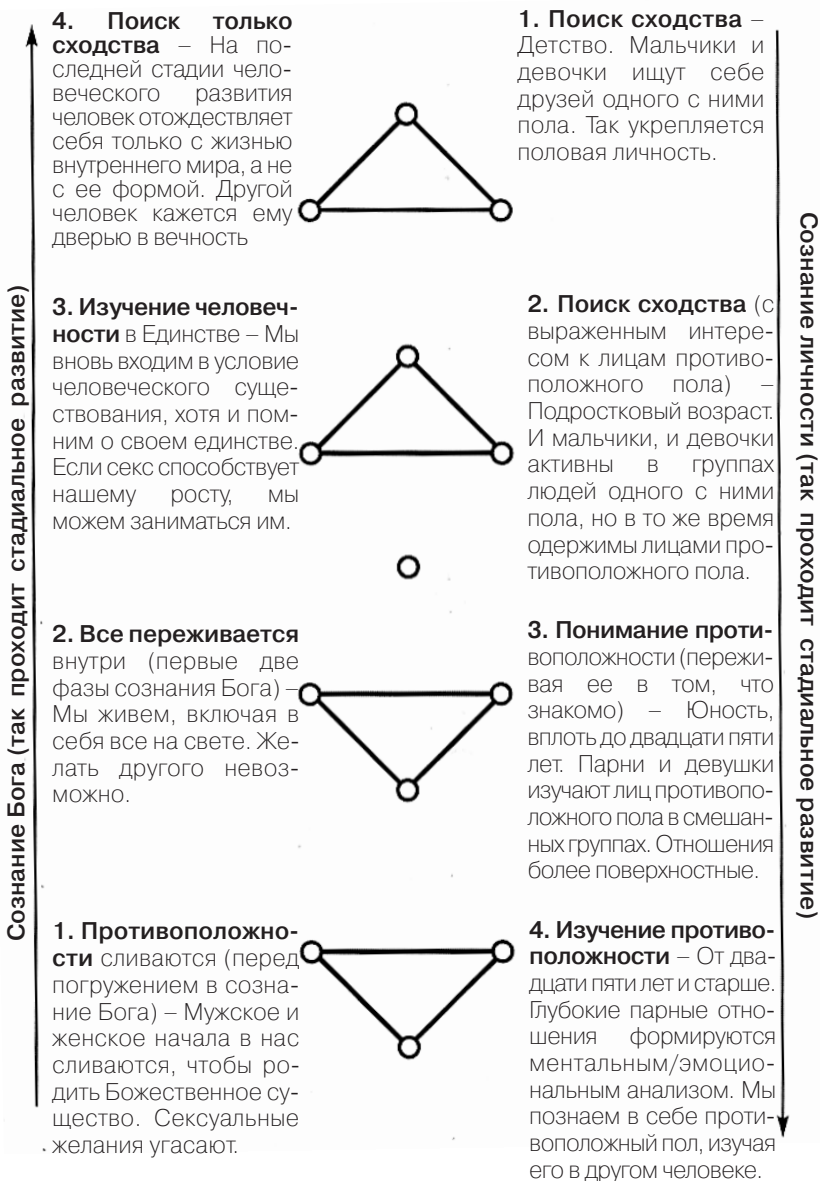 4. Поиск только
сходства – На по-
следней стадии чело-
веческого развития
человек отождествляет
себя только с жизнью
внутреннего мира, а не
с ее формой. Другой
человек кажется ему
дверью в вечность
3. Изучение человеч-
ности в Единстве – Мы
вновь входим в условие
человеческого суще-
ствования, хотя и пом-
ним о своем единстве.
Если секс способствует
нашему росту, мы
можем заниматься им.
2. Все переживается
внутри (первые две
фазы сознания Бога) –
Мы живем, включая в
себя все на свете. Же-
лать другого невоз-
можно.
1. Противоположно-
сти сливаются (перед
погружением в созна-
ние Бога) – Мужское и
женское начала в нас
сливаются, чтобы ро-
дить Божественное су-
щество. Сексуальные
желания угасают.
Сознание Бога (так проходит стадиальное развитие)
1. Поиск сходства –
Детство. Мальчики и
девочки ищут себе
друзей одного с ними
пола. Так укрепляется
половая личность.
2. Поиск сходства (с
выраженным интере-
сом к лицам противо-
положного пола) –
Подростковый возраст.
И мальчики, и девочки
активны в группах
людей одного с ними
пола, но в то же время
одержимы лицами про-
тивоположного пола.
3. Понимание проти-
воположности (пережи-
вая ее в том, что
знакомо) – Юность,
вплоть до двадцати пяти
лет. Парни и девушки
изучают лиц противопо-
ложного пола в смешан-
ных группах. Отношения
более поверхностные.
4. Изучение противо-
положности – От два-
дцати пяти лет и старше.
Глубокие парные отно-
шения формируются
ментальным/эмоцио-
нальным анализом. Мы
познаем в себе проти-
воположный пол, изучая
его в другом человеке.
Сознание личности (так проходит стадиальное развитие)